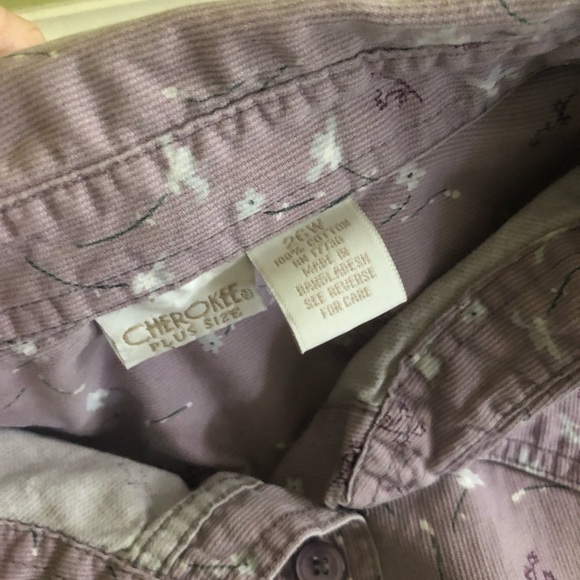 CHEROKEE®
PLUS SIZE
26W
100% COTTON
RN 17730
MADE IN
BANGLADESH
SEE REVERSE
FOR CARE